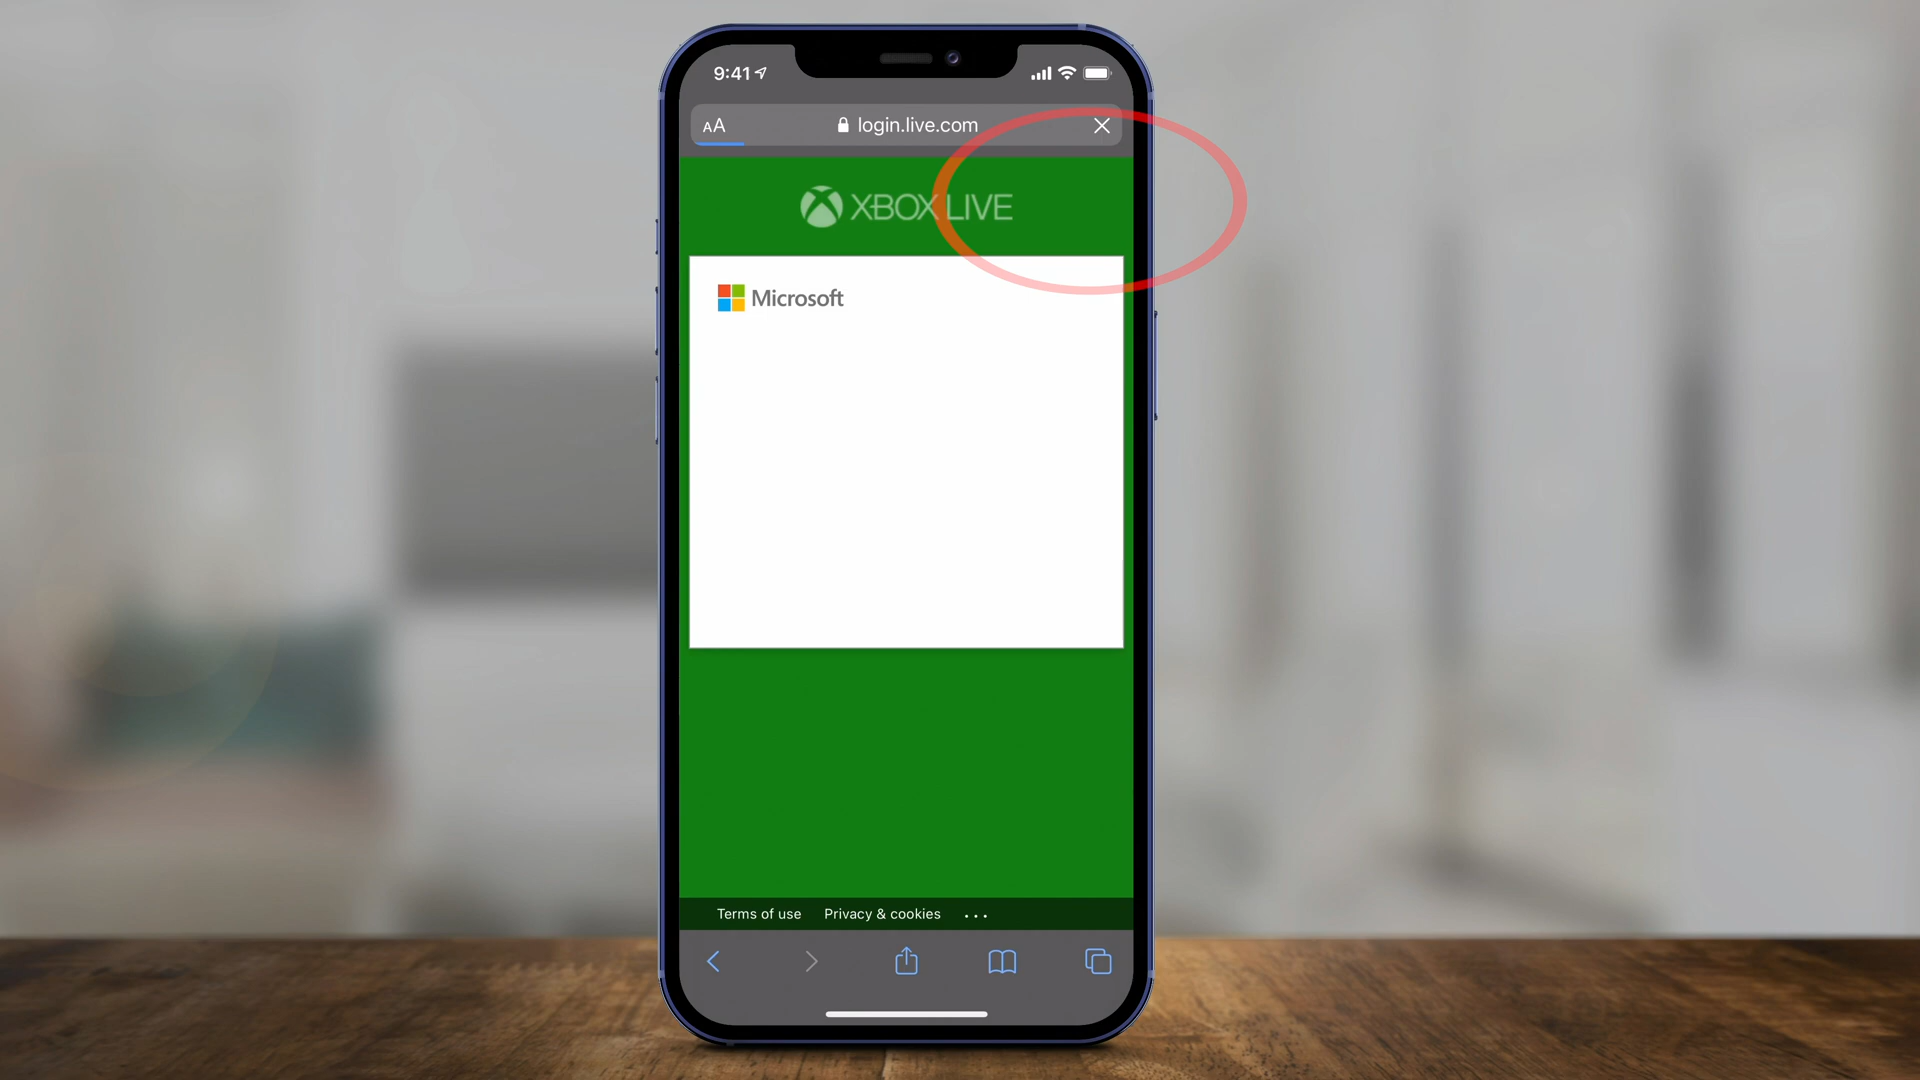 9:41
AA login.live.com
XBOX LIVE
Microsoft
Terms of use Privacy & cookies ...